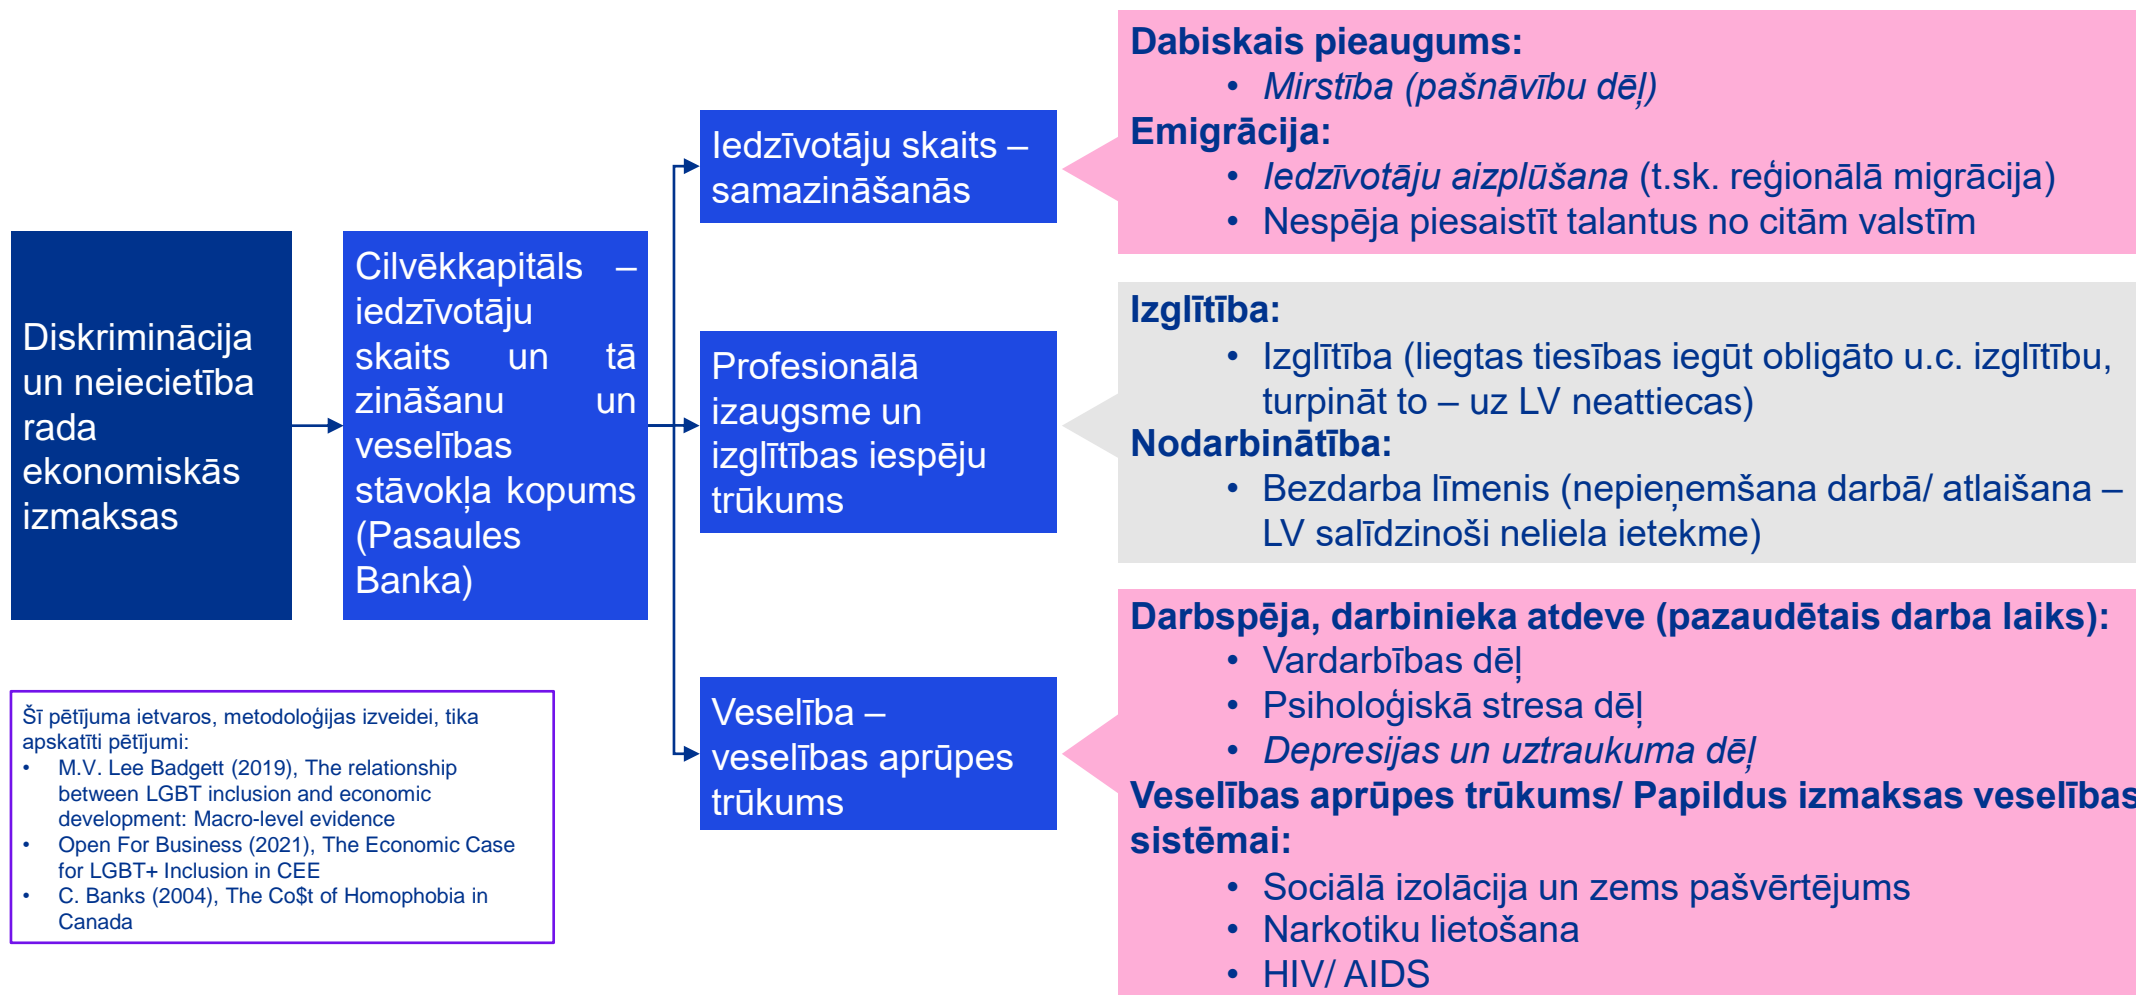 Diskriminācija
un neiecietība
rada
ekonomiskās
izmaksas
Cilvēkkapitāls –
iedzīvotāju
skaits un tā
zināšanu un
veselības
stāvokļa kopums
(Pasaules
Banka)
Iedzīvotāju skaits –
samazināšanās
Profesionālā
izaugsme un
izglītības iespēju
trūkums
Veselība –
veselības aprūpes
trūkums
Dabiskais pieaugums:
• Mirstība (pašnāvību dēļ)
Emigrācija:
• Iedzīvotāju aizplūšana (t.sk. reģionālā migrācija)
• Nespēja piesaistīt talantus no citām valstīm
Izglītība:
• Izglītība (liegtas tiesības iegūt obligāto u.c. izglītību,
turpināt to – uz LV neattiecas)
Nodarbinātība:
• Bezdarba līmenis (nepieņemšana darbā/ atlaišana –
LV salīdzinoši neliela ietekme)
Darbspēja, darbinieka atdeve (pazaudētais darba laiks):
• Vardarbības dēļ
• Psiholoģiskā stresa dēļ
• Depresijas un uztraukuma dēļ
Veselības aprūpes trūkums/ Papildus izmaksas veselības
sistēmai:
• Sociālā izolācija un zems pašvērtējums
• Narkotiku lietošana
• HIV/ AIDS
Šī pētījuma ietvaros, metodoloģijas izveidei, tika
apskatīti pētījumi:
• M.V. Lee Badgett (2019), The relationship
between LGBT inclusion and economic
development: Macro-level evidence
• Open For Business (2021), The Economic Case
for LGBT+ Inclusion in CEE
• C. Banks (2004), The Co$t of Homophobia in
Canada